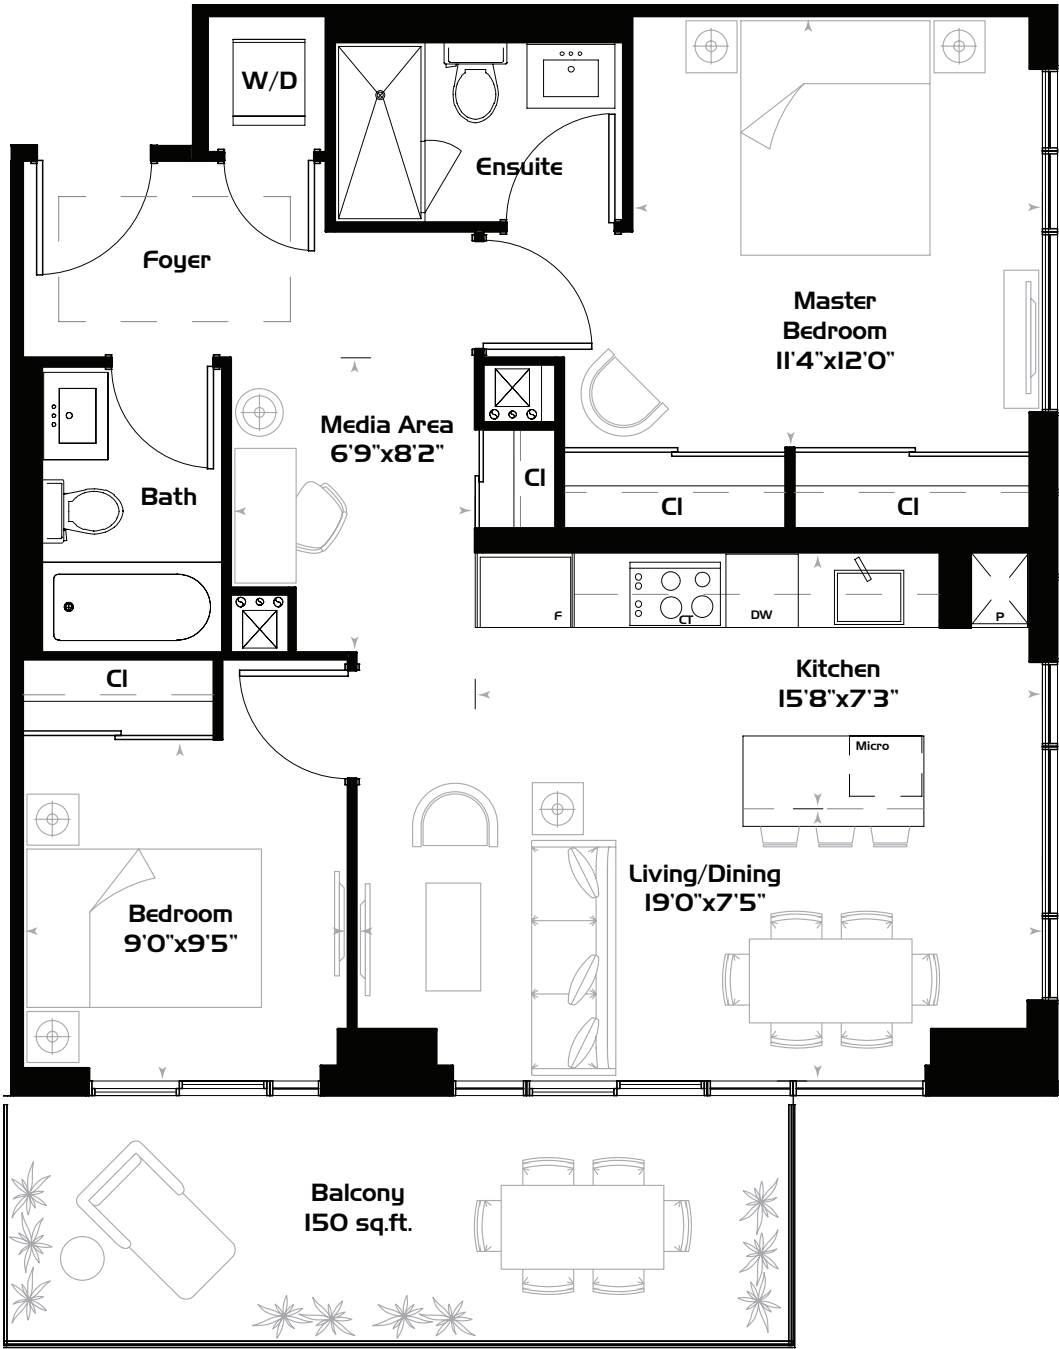 W/D
Ensuite
Foyer
Master
Bedroom
11'4"x12'0"
Media Area
6'9"x8'2"
Cl
Bath
Cl
Cl
F
CT
DW
P
Cl
Kitchen
15'8"x7'3"
Micro
Living/Dining
19'0"x7'5"
Bedroom
9'0"x9'5"
Balcony
150 sq.ft.